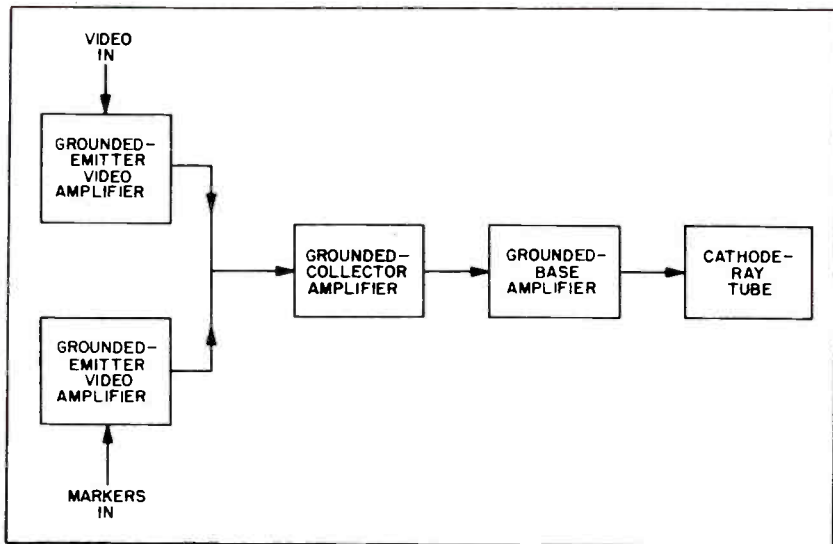 VIDEO
IN
GROUNDED-
EMITTER
VIDEO
AMPLIFIER
GROUNDED-
COLLECTOR
AMPLIFIER
GROUNDED-
BASE
AMPLIFIER
CATHODE-
RAY
TUBE
GROUNDED-
EMITTER
VIDEO
AMPLIFIER
MARKERS
IN